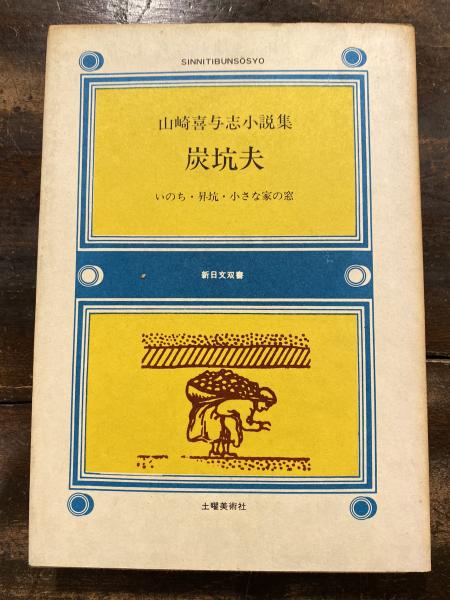 SINNITIBUNSŌSYO
山崎喜与志小説集
炭坑夫
いのち・昇坑・小さな家の窓
新日文双書
土曜美術社